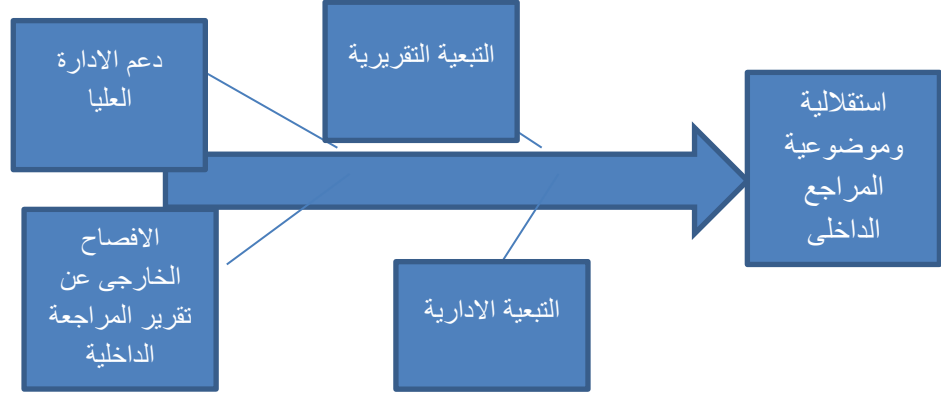 دعم الادارة
العليا
التبعية التقريرية
استقلالية
وموضوعية
المراجع
الداخلى
الافصاح
الخارجى عن
تقرير المراجعة
الداخلية
التبعية الادارية